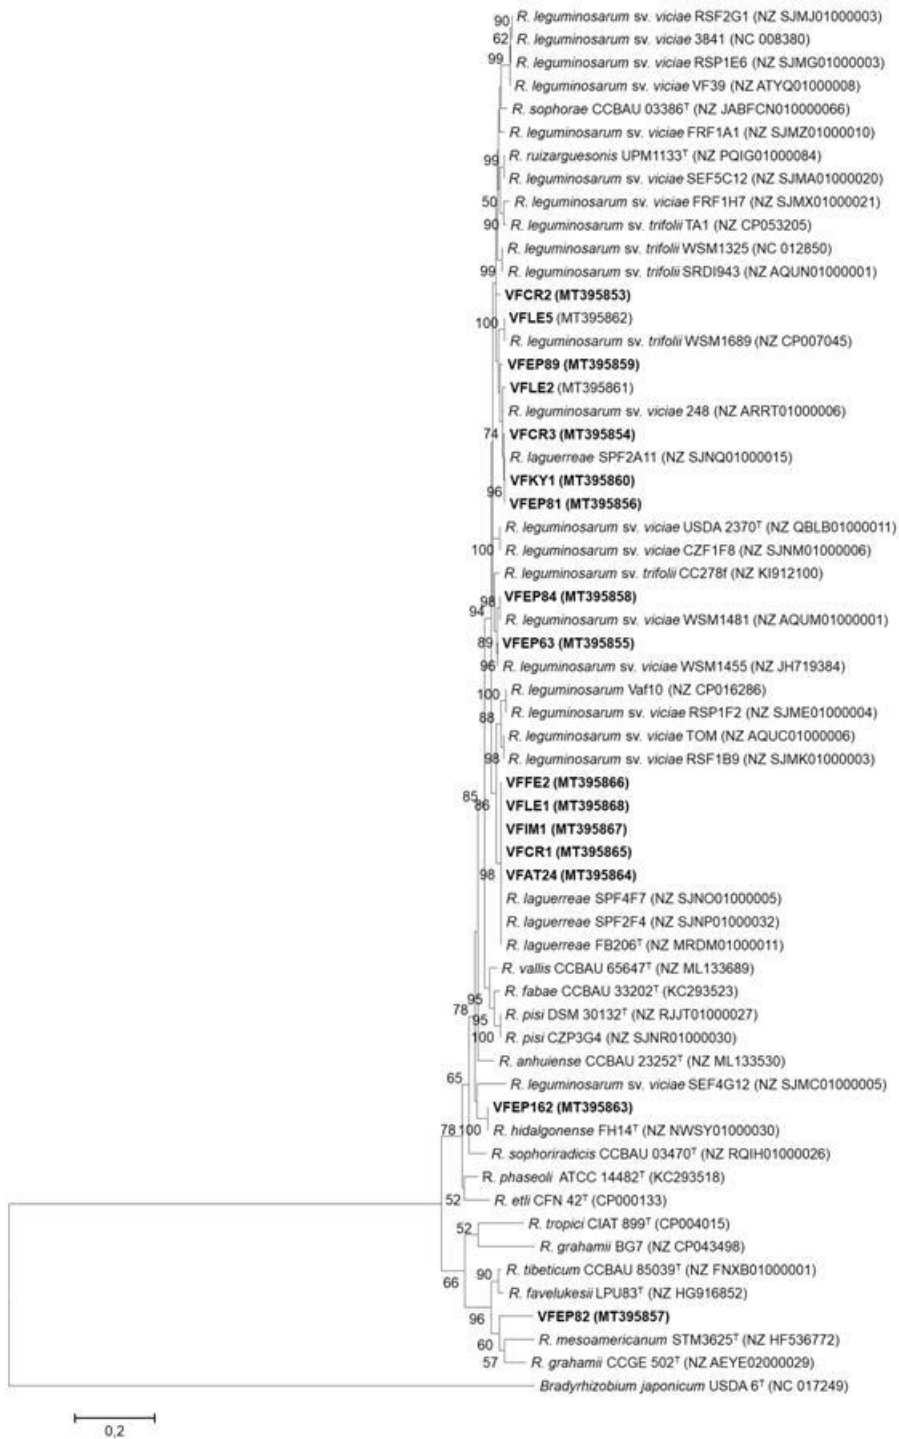 90
R. leguminosarum sv. viciae RSF2G1 (NZ SJMJ01000003)
62
R. leguminosarum sv. viciae 3841 (NC 008380)
99
R. leguminosarum sv. viciae RSP1E6 (NZ SJMG01000003)
R. leguminosarum sv. viciae VF39 (NZ ATYQ01000008)
R. sophorae CCBAU 03386ᵀ (NZ JABFCN010000066)
R. leguminosarum sv. viciae FRF1A1 (NZ SJMZ01000010)
99
R. ruizarguesonis UPM1133ᵀ (NZ PQIG01000084)
R. leguminosarum sv. viciae SEF5C12 (NZ SJMA01000020)
50
R. leguminosarum sv. viciae FRF1H7 (NZ SJMX01000021)
90
R. leguminosarum sv. trifolii TA1 (NZ CP053205)
R. leguminosarum sv. trifolii WSM1325 (NC 012850)
99
R. leguminosarum sv. trifolii SRDI943 (NZ AQUN01000001)
VFCR2 (MT395853)
100
VFLE5 (MT395862)
R. leguminosarum sv. trifolii WSM1689 (NZ CP007045)
VFEP89 (MT395859)
VFLE2 (MT395861)
R. leguminosarum sv. viciae 248 (NZ ARRT01000006)
74
VFCR3 (MT395854)
R. laguerreae SPF2A11 (NZ SJNQ01000015)
VFKY1 (MT395860)
96
VFEP81 (MT395856)
R. leguminosarum sv. viciae USDA 2370ᵀ (NZ QBLB01000011)
100
R. leguminosarum sv. viciae CZF1F8 (NZ SJNM01000006)
R. leguminosarum sv. trifolii CC278f (NZ KI912100)
98
VFEP84 (MT395858)
94
R. leguminosarum sv. viciae WSM1481 (NZ AQUM01000001)
89
VFEP63 (MT395855)
96
R. leguminosarum sv. viciae WSM1455 (NZ JH719384)
100
R. leguminosarum Vaf10 (NZ CP016286)
88
R. leguminosarum sv. viciae RSP1F2 (NZ SJME01000004)
R. leguminosarum sv. viciae TOM (NZ AQUC01000006)
98
R. leguminosarum sv. viciae RSF1B9 (NZ SJMK01000003)
VFFE2 (MT395866)
85
86
VFLE1 (MT395868)
VFIM1 (MT395867)
VFCR1 (MT395865)
98
VFAT24 (MT395864)
R. laguerreae SPF4F7 (NZ SJNO01000005)
R. laguerreae SPF2F4 (NZ SJNP01000032)
R. laguerreae FB206ᵀ (NZ MRDM01000011)
R. vallis CCBAU 65647ᵀ (NZ ML133689)
R. fabae CCBAU 33202ᵀ (KC293523)
95
78
R. pisi DSM 30132ᵀ (NZ RJJT01000027)
95
100
R. pisi CZP3G4 (NZ SJNR01000030)
R. anhuiense CCBAU 23252ᵀ (NZ ML133530)
65
R. leguminosarum sv. viciae SEF4G12 (NZ SJMC01000005)
VFEP162 (MT395863)
78
100
R. hidalgonense FH14ᵀ (NZ NWSY01000030)
R. sophoriradicis CCBAU 03470ᵀ (NZ RQIH01000026)
R. phaseoli ATCC 14482ᵀ (KC293518)
52
R. etli CFN 42ᵀ (CP000133)
52
R. tropici CIAT 899ᵀ (CP004015)
R. grahamii BG7 (NZ CP043498)
66
90
R. tibeticum CCBAU 85039ᵀ (NZ FNXB01000001)
R. favelukesii LPU83ᵀ (NZ HG916852)
96
VFEP82 (MT395857)
60
R. mesoamericanum STM3625ᵀ (NZ HF536772)
57
R. grahamii CCGE 502ᵀ (NZ AEYE02000029)
Bradyrhizobium japonicum USDA 6ᵀ (NC 017249)
0,2